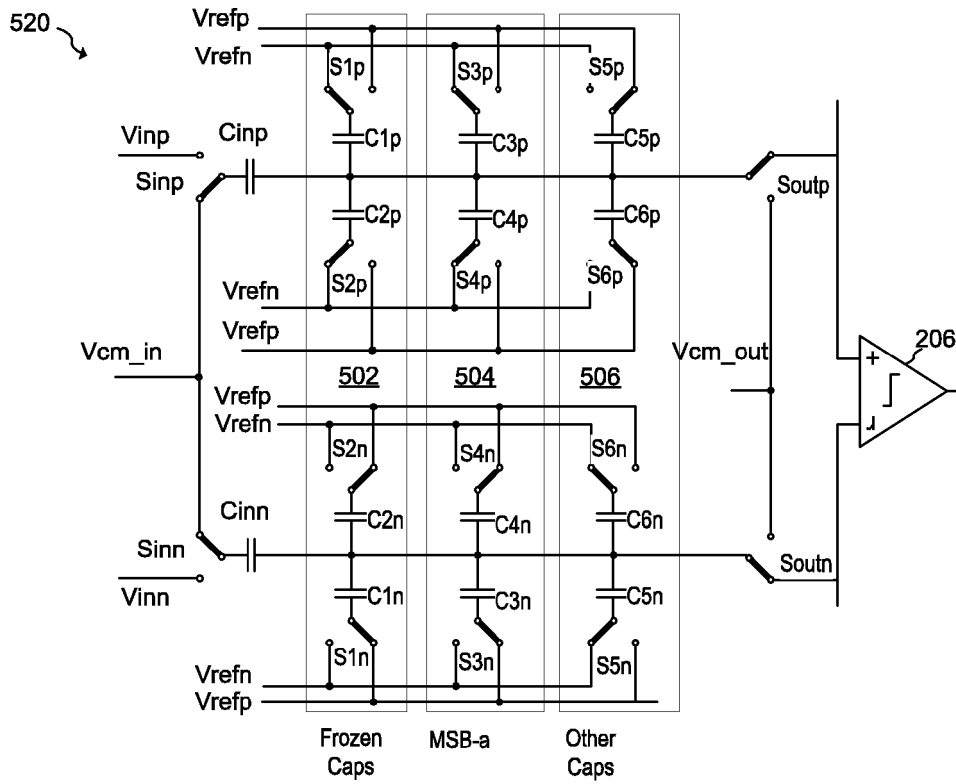 520
Vrefp
Vrefn
S1p
S3p
S5p
Vinp
Cinp
C1p
C3p
C5p
Sinp
Soutp
C2p
C4p
C6p
S2p
S4p
S6p
Vrefn
Vrefp
Vcm_in
502
504
506
Vcm_out
206
+
Vrefp
Vrefn
S2n
S4n
S6n
Cinn
C2n
C4n
C6n
Sinn
Soutn
Vinn
C1n
C3n
C5n
S1n
S3n
S5n
Vrefn
Vrefp
Frozen Caps
MSB-a
Other Caps